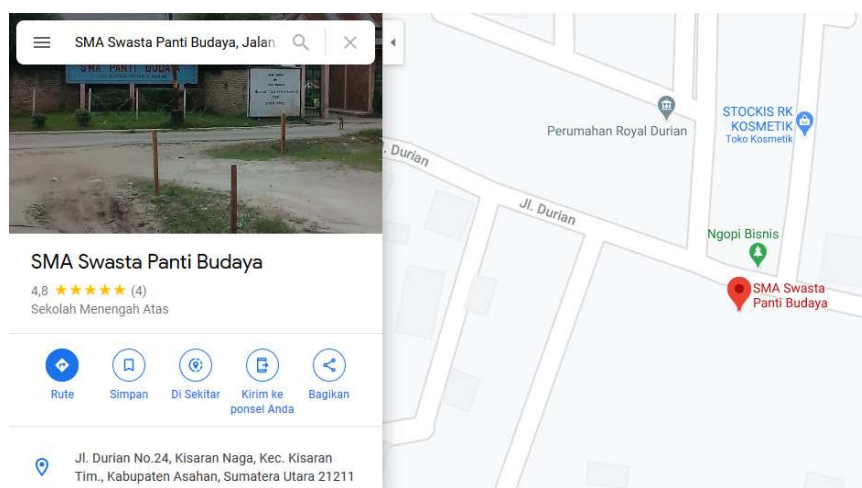 SMA Swasta Panti Budaya, Jalan
SMA PANTI BUDAYA
SMA Swasta Panti Budaya
4,8 (4)
Sekolah Menengah Atas
Rute
Simpan
Di Sekitar
Kirim ke
ponsel Anda
Bagikan
Jl. Durian No.24, Kisaran Naga, Kec. Kisaran
Tim., Kabupaten Asahan, Sumatera Utara 21211
. Durian
Jl. Durian
Perumahan Royal Durian
STOCKIS RK
KOSMETIK
Toko Kosmetik
Ngopi Bisnis
SMA Swasta
Panti Budaya